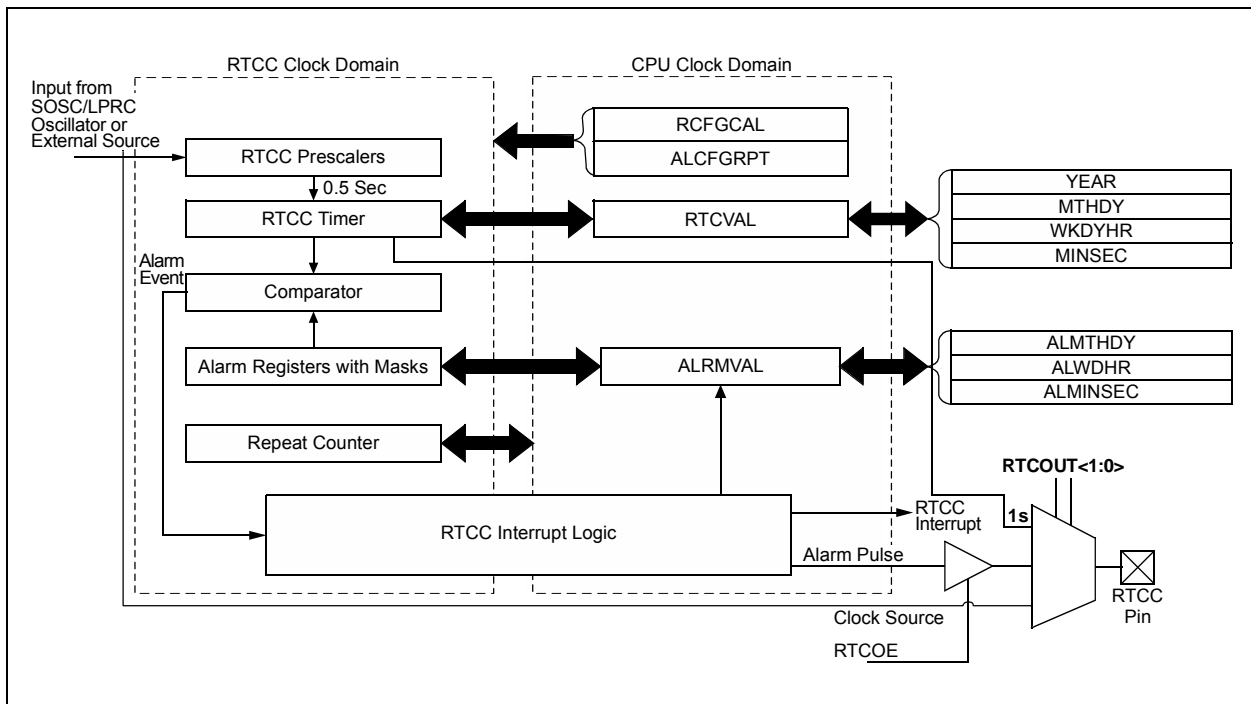 RTCC Clock Domain
CPU Clock Domain
Input from
SOSC/LPRC
Oscillator or
External Source
RCFGCAL
ALCFGRPT
RTCC Prescalers
0.5 Sec
YEAR
MTHDY
WKDYHR
MINSEC
RTCC Timer
RTCVAL
Alarm
Event
Comparator
ALMTHDY
ALWDHR
ALMINSEC
Alarm Registers with Masks
ALRMVAL
Repeat Counter
RTCOUT<1:0>
RTCC Interrupt Logic
RTCC
Interrupt
1s
Alarm Pulse
RTCC
Pin
Clock Source
RTCOE